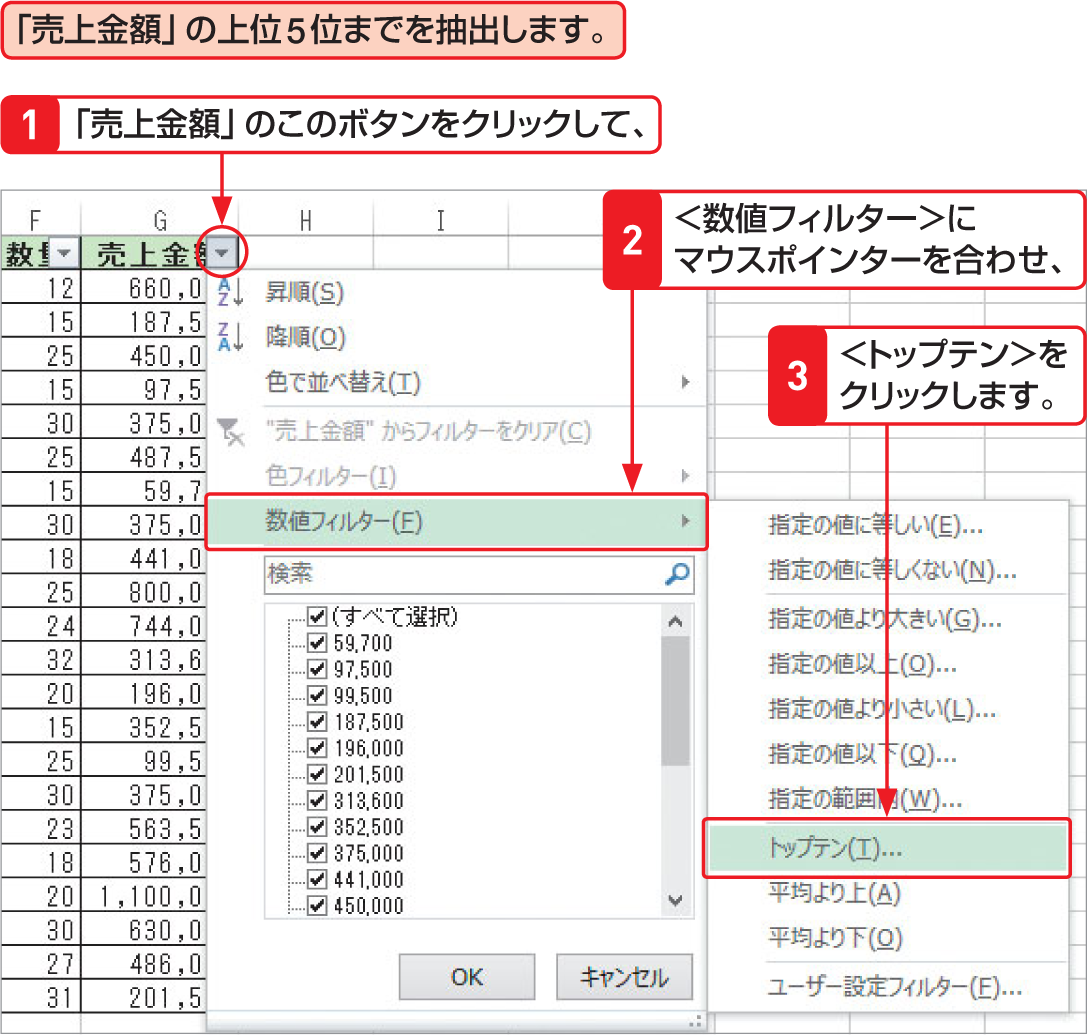 「売上金額」の上位5位までを抽出します。
1 「売上金額」のこのボタンをクリックして、
2 <数値フィルター>に
マウスポインターを合わせ、
3 <トップテン>を
クリックします。
F G H I
数量 売上金額
12 660,0
15 187,5
25 450,0
15 97,5
30 375,0
25 487,5
15 59,7
30 375,0
18 441,0
25 800,0
24 744,0
32 313,6
20 196,0
15 352,5
25 99,5
30 375,0
23 563,5
18 576,0
20 1,100,0
30 630,0
27 486,0
31 201,5
昇順(S)
降順(O)
色で並べ替え(T)
"売上金額" からフィルターをクリア(C)
色フィルター(I)
数値フィルター(F)
検索
(すべて選択)
59,700
97,500
99,500
187,500
196,000
201,500
313,600
352,500
375,000
441,000
450,000
OK キャンセル
指定の値に等しい(E)...
指定の値に等しくない(N)...
指定の値より大きい(G)...
指定の値以上(O)...
指定の値より小さい(L)...
指定の値以下(Q)...
指定の範囲内(W)...
トップテン(T)...
平均より上(A)
平均より下(O)
ユーザー設定フィルター(F)...